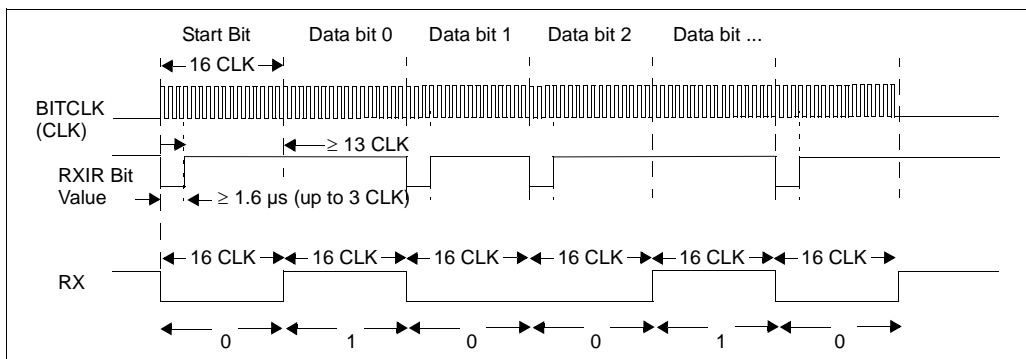 Start Bit Data bit 0 Data bit 1 Data bit 2 Data bit ...
16 CLK
BITCLK
(CLK)
≥ 13 CLK
RXIR Bit
Value
≥ 1.6 µs (up to 3 CLK)
16 CLK 16 CLK 16 CLK 16 CLK 16 CLK 16 CLK
RX
0 1 0 0 1 0